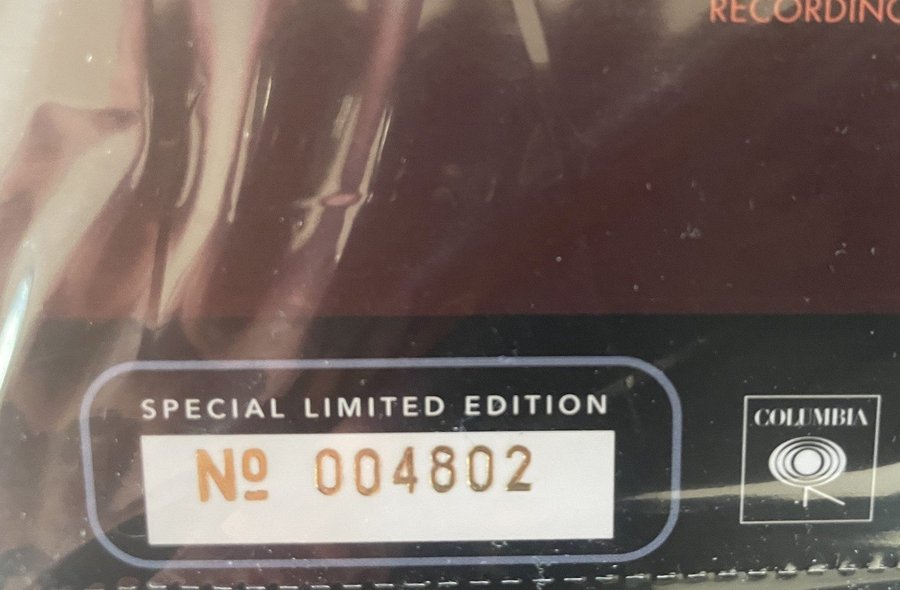 RECORDING
SPECIAL LIMITED EDITION
Nº 004802
COLUMBIA